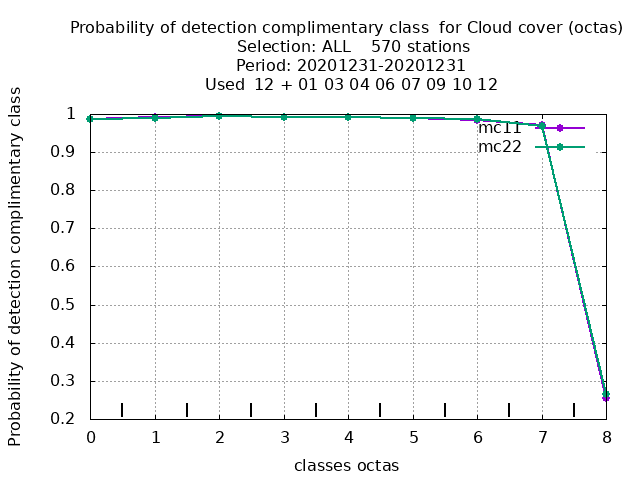 Probability of detection complimentary class  for Cloud cover (octas)
Selection: ALL    570 stations
Period: 20201231-20201231
Used  12 + 01 03 04 06 07 09 10 12
Probability of detection complimentary class
1
0.9
0.8
0.7
0.6
0.5
0.4
0.3
0.2
mc11
mc22
0 1 2 3 4 5 6 7 8
classes octas